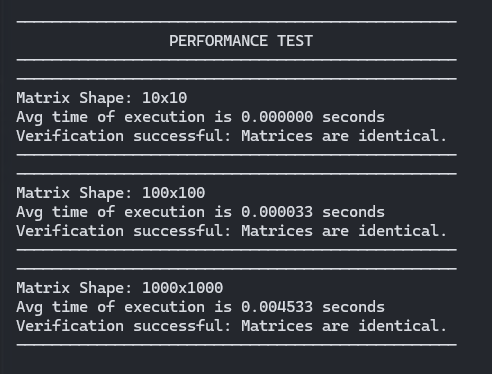 PERFORMANCE TEST
Matrix Shape: 10x10
Avg time of execution is 0.000000 seconds
Verification successful: Matrices are identical.
Matrix Shape: 100x100
Avg time of execution is 0.000033 seconds
Verification successful: Matrices are identical.
Matrix Shape: 1000x1000
Avg time of execution is 0.004533 seconds
Verification successful: Matrices are identical.